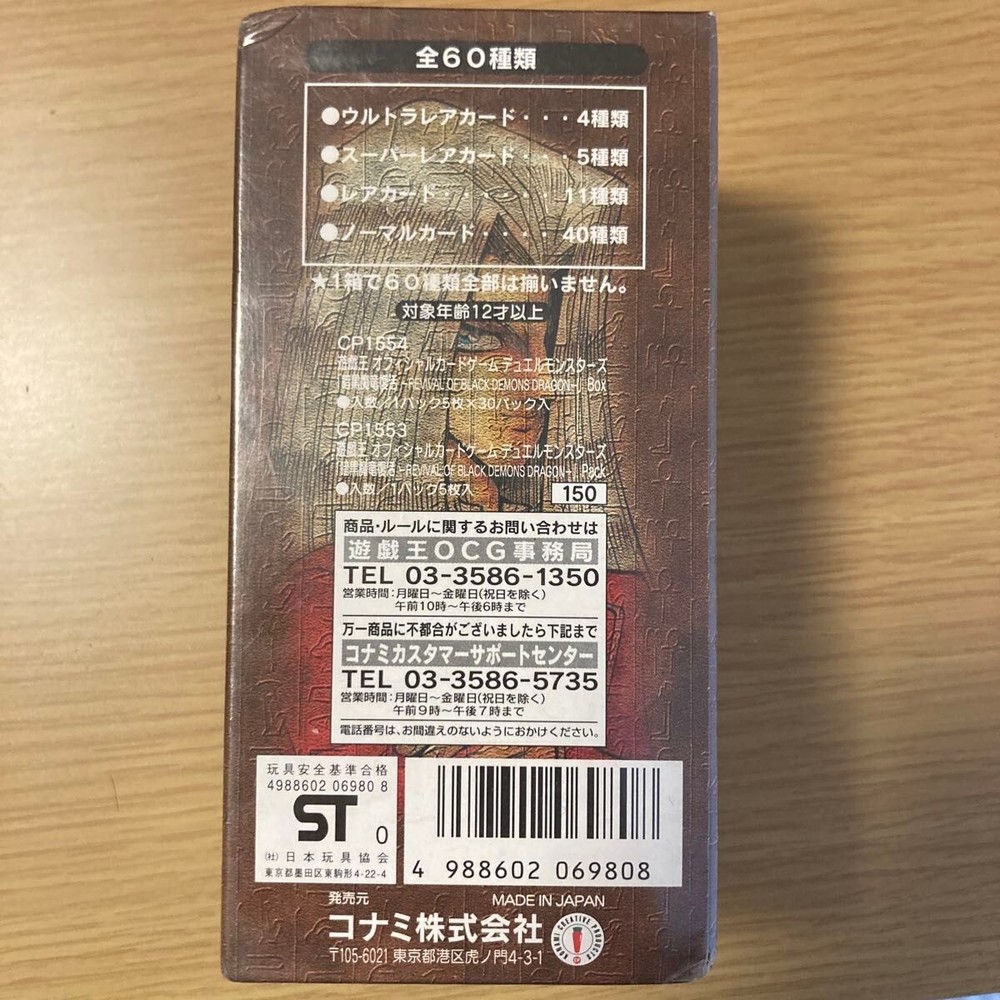 全60種類
●ウルトラレアカード・・・4種類
●スーパーレアカード・・・5種類
●レアカード・・・・・・11種類
●ノーマルカード・・・・40種類
★1箱で60種類全部は揃いません。
対象年齢12才以上
CP1554
遊戯王 オフィシャルカードゲーム デュエルモンスターズ
「暗黒魔竜復活 -REVIVAL OF BLACK DEMONS DRAGON-」 Box
●入数/1パック5枚×30パック入
CP1553
遊戯王 オフィシャルカードゲーム デュエルモンスターズ
「暗黒魔竜復活 -REVIVAL OF BLACK DEMONS DRAGON-」 Pack
●入数/1パック5枚入
150
商品・ルールに関するお問い合わせは
遊戯王OCG事務局
TEL 03-3586-1350
営業時間:月曜日〜金曜日(祝日を除く)
午前10時〜午後6時まで
万一商品に不都合がございましたら下記まで
コナミカスタマーサポートセンター
TEL 03-3586-5735
営業時間:月曜日〜金曜日(祝日を除く)
午前9時〜午後7時まで
電話番号は、お間違えのないようにおかけください。
玩具安全基準合格
4988602 06980 8
ST 0
(社)日本玩具協会
東京都墨田区東駒形4-22-4
4 988602 069808
発売元
MADE IN JAPAN
コナミ株式会社
〒105-6021 東京都港区虎ノ門4-3-1
KONAMI CREATIVE PRODUCTS